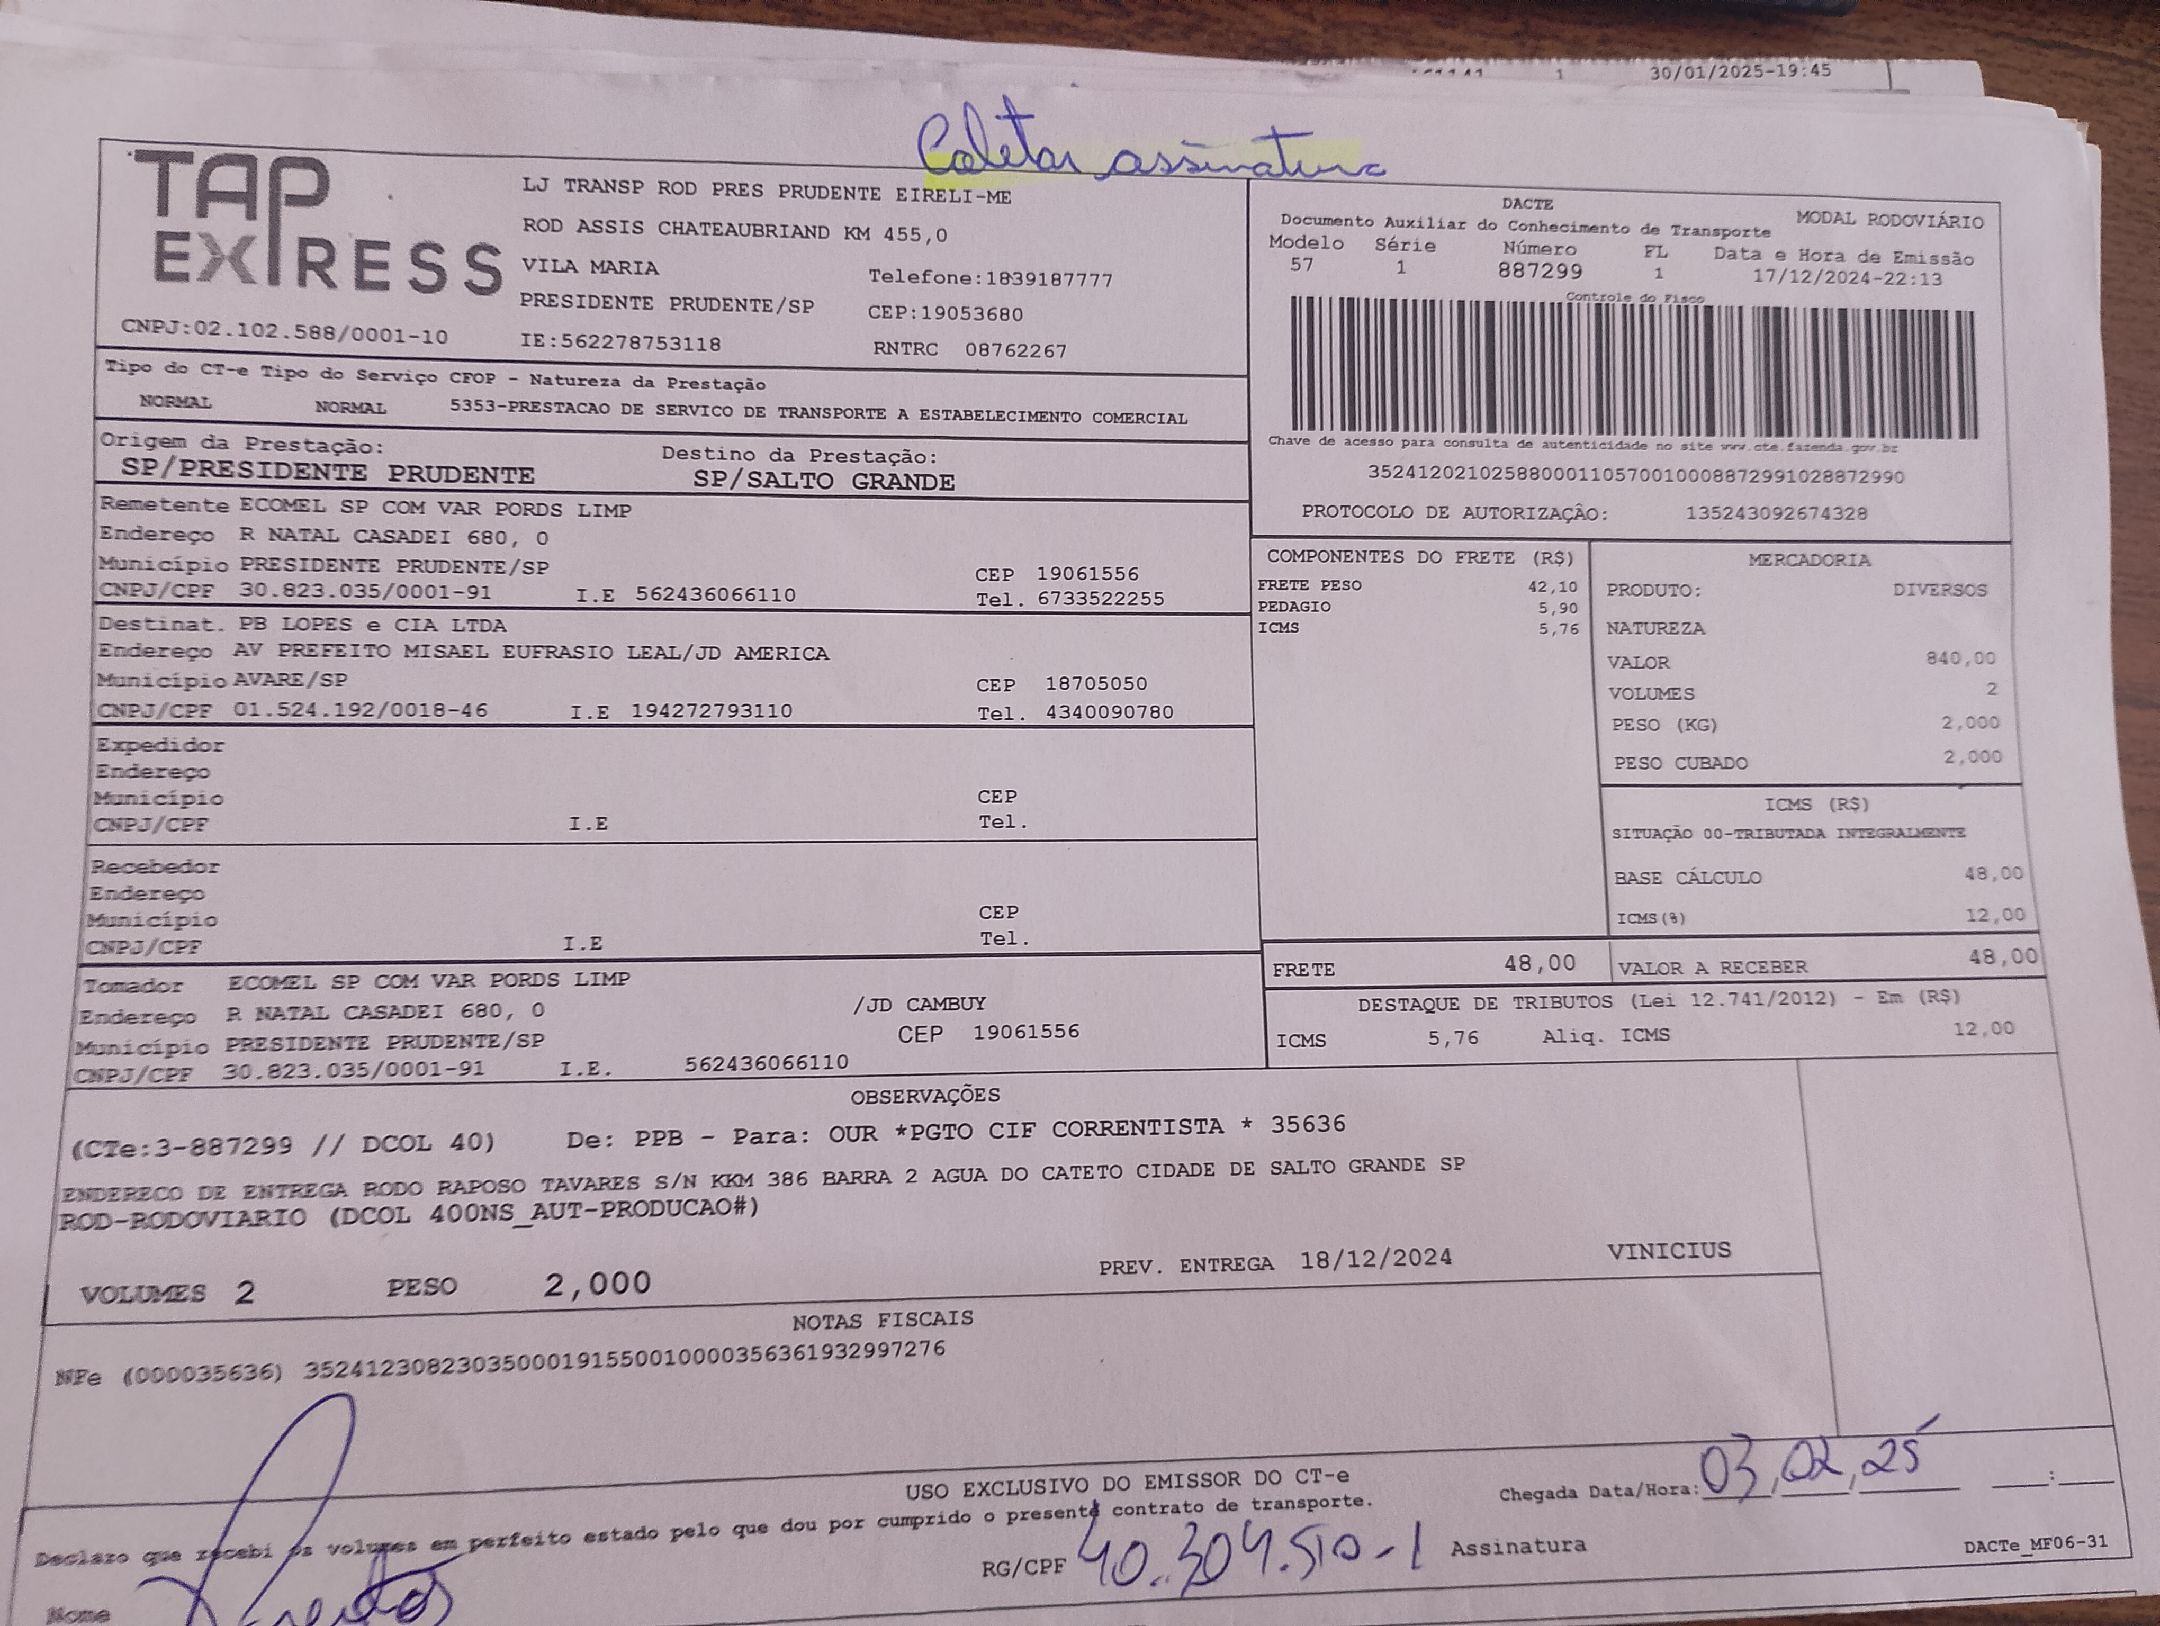 1 30/01/2025-19:45
Coletar assinatura
TAP EXPRESS
CNPJ:02.102.588/0001-10
LJ TRANSP ROD PRES PRUDENTE EIRELI-ME
ROD ASSIS CHATEAUBRIAND KM 455,0
VILA MARIA Telefone:1839187777
PRESIDENTE PRUDENTE/SP CEP:19053680
IE:562278753118 RNTRC 08762267
DACTE
Documento Auxiliar do Conhecimento de Transporte MODAL RODOVIÁRIO
Modelo Série Número FL Data e Hora de Emissão
57 1 887299 1 17/12/2024-22:13
Controle do Fisco
Chave de acesso para consulta de autenticidade no site www.cte.fazenda.gov.br
35241202102588000110570010008872991028872990
PROTOCOLO DE AUTORIZAÇÃO: 135243092674328
Tipo do CT-e Tipo do Serviço CFOP - Natureza da Prestação
NORMAL NORMAL 5353-PRESTACAO DE SERVICO DE TRANSPORTE A ESTABELECIMENTO COMERCIAL
Origem da Prestação: Destino da Prestação:
SP/PRESIDENTE PRUDENTE SP/SALTO GRANDE
Remetente ECOMEL SP COM VAR PORDS LIMP
Endereço R NATAL CASADEI 680, 0
Município PRESIDENTE PRUDENTE/SP CEP 19061556
CNPJ/CPF 30.823.035/0001-91 I.E 562436066110 Tel. 6733522255
Destinat. PB LOPES e CIA LTDA
Endereço AV PREFEITO MISAEL EUFRASIO LEAL/JD AMERICA
Município AVARE/SP CEP 18705050
CNPJ/CPF 01.524.192/0018-46 I.E 194272793110 Tel. 4340090780
Expedidor
Endereço
Município CEP
CNPJ/CPF I.E Tel.
Recebedor
Endereço
Município CEP
CNPJ/CPF I.E Tel.
Tomador ECOMEL SP COM VAR PORDS LIMP
Endereço R NATAL CASADEI 680, 0 /JD CAMBUY
Município PRESIDENTE PRUDENTE/SP CEP 19061556
CNPJ/CPF 30.823.035/0001-91 I.E. 562436066110
COMPONENTES DO FRETE (R$)
FRETE PESO 42,10
PEDAGIO 5,90
ICMS 5,76
MERCADORIA
PRODUTO: DIVERSOS
NATUREZA
VALOR 840,00
VOLUMES 2
PESO (KG) 2,000
PESO CUBADO 2,000
ICMS (R$)
SITUAÇÃO 00-TRIBUTADA INTEGRALMENTE
BASE CÁLCULO 48,00
ICMS(%) 12,00
FRETE 48,00 VALOR A RECEBER 48,00
DESTAQUE DE TRIBUTOS (Lei 12.741/2012) - Em (R$)
ICMS 5,76 Aliq. ICMS 12,00
OBSERVAÇÕES
(CTe:3-887299 // DCOL 40) De: PPB - Para: OUR *PGTO CIF CORRENTISTA * 35636
ENDERECO DE ENTREGA RODO RAPOSO TAVARES S/N KKM 386 BARRA 2 AGUA DO CATETO CIDADE DE SALTO GRANDE SP
ROD-RODOVIARIO (DCOL 400NS_AUT-PRODUCAO#)
VOLUMES 2 PESO 2,000 PREV. ENTREGA 18/12/2024 VINICIUS
NOTAS FISCAIS
NFe (000035636) 35241230823035000191550010000356361932997276
USO EXCLUSIVO DO EMISSOR DO CT-e
Declaro que recebi os volumes em perfeito estado pelo que dou por cumprido o presente contrato de transporte.
Chegada Data/Hora: 03/02/25 __:__
Nome RG/CPF 40.304.510-1 Assinatura DACTe_MF06-31